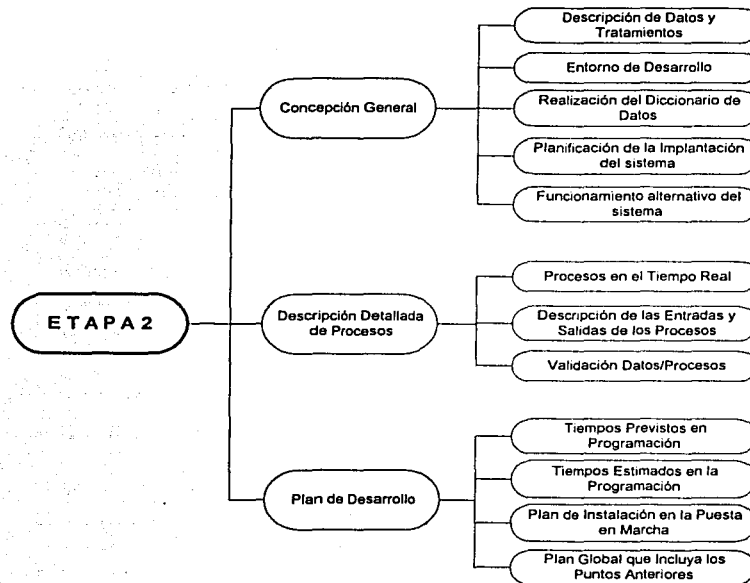 ETAPA2
Concepción General
Descripción de Datos y
Tratamientos
Entorno de Desarrollo
Realización del Diccionario de
Datos
Planificación de la Implantación
del sistema
Funcionamiento alternativo del
sistema
Descripción Detallada
de Procesos
Procesos en el Tiempo Real
Descripción de las Entradas y
Salidas de los Procesos
Validación Datos/Procesos
Plan de Desarrollo
Tiempos Previstos en
Programación
Tiempos Estimados en la
Programación
Plan de Instalación en la Puesta
en Marcha
Plan Global que Incluya los
Puntos Anteriores